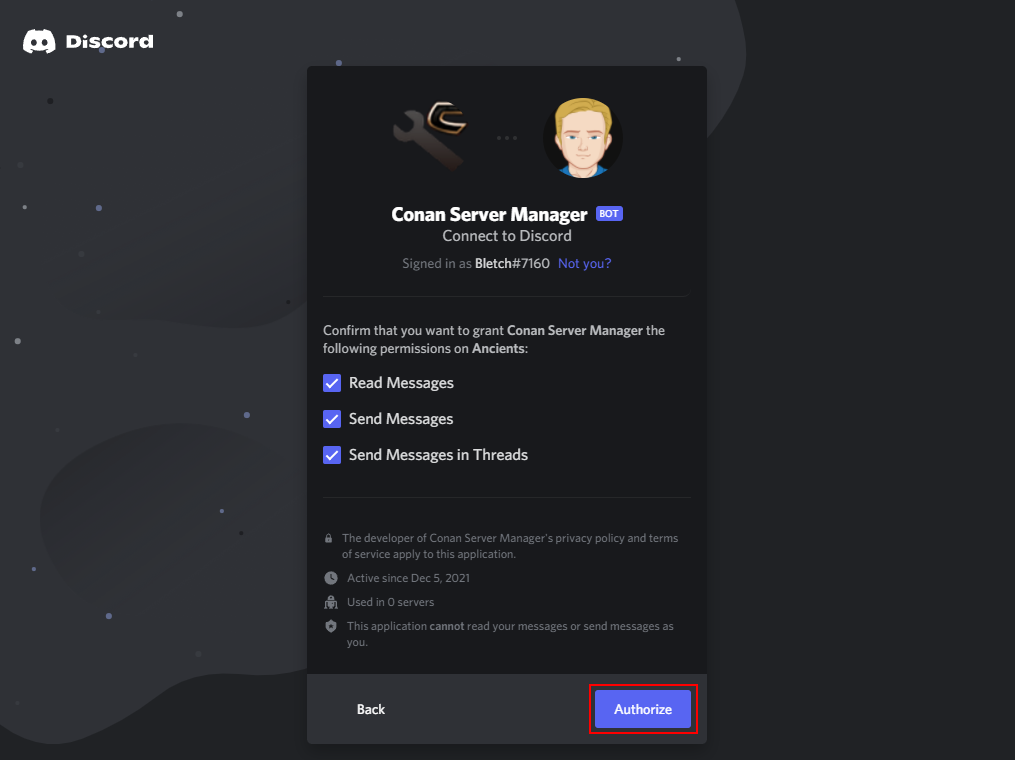 Discord
Conan Server Manager BOT
Connect to Discord
Signed in as Bletch#7160 Not you?
Confirm that you want to grant Conan Server Manager the
following permissions on Ancients:
Read Messages
Send Messages
Send Messages in Threads
The developer of Conan Server Manager's privacy policy and terms
of service apply to this application.
Active since Dec 5, 2021
Used in 0 servers
This application cannot read your messages or send messages as
you.
Back
Authorize